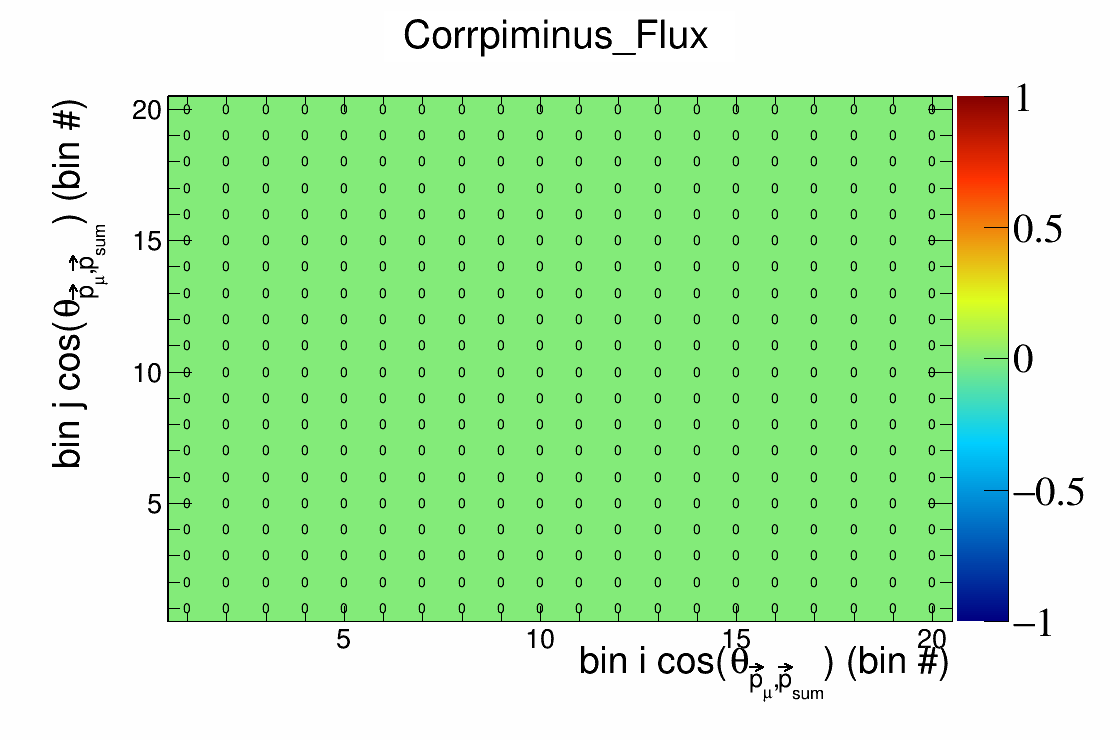 Corrpiminus_Flux
bin j cos(θp⃗μ,p⃗sum) (bin #)
20 0 0 0 0 0 0 0 0 0 0 0 0 0 0 0 0 0 0 0 0 1
0 0 0 0 0 0 0 0 0 0 0 0 0 0 0 0 0 0 0 0
0 0 0 0 0 0 0 0 0 0 0 0 0 0 0 0 0 0 0 0
0 0 0 0 0 0 0 0 0 0 0 0 0 0 0 0 0 0 0 0
0 0 0 0 0 0 0 0 0 0 0 0 0 0 0 0 0 0 0 0 0.5
15 0 0 0 0 0 0 0 0 0 0 0 0 0 0 0 0 0 0 0 0
0 0 0 0 0 0 0 0 0 0 0 0 0 0 0 0 0 0 0 0
0 0 0 0 0 0 0 0 0 0 0 0 0 0 0 0 0 0 0 0
0 0 0 0 0 0 0 0 0 0 0 0 0 0 0 0 0 0 0 0
0 0 0 0 0 0 0 0 0 0 0 0 0 0 0 0 0 0 0 0 0
10 0 0 0 0 0 0 0 0 0 0 0 0 0 0 0 0 0 0 0 0
0 0 0 0 0 0 0 0 0 0 0 0 0 0 0 0 0 0 0 0
0 0 0 0 0 0 0 0 0 0 0 0 0 0 0 0 0 0 0 0
0 0 0 0 0 0 0 0 0 0 0 0 0 0 0 0 0 0 0 0
0 0 0 0 0 0 0 0 0 0 0 0 0 0 0 0 0 0 0 0
5 0 0 0 0 0 0 0 0 0 0 0 0 0 0 0 0 0 0 0 0 −0.5
0 0 0 0 0 0 0 0 0 0 0 0 0 0 0 0 0 0 0 0
0 0 0 0 0 0 0 0 0 0 0 0 0 0 0 0 0 0 0 0
0 0 0 0 0 0 0 0 0 0 0 0 0 0 0 0 0 0 0 0
0 0 0 0 0 0 0 0 0 0 0 0 0 0 0 0 0 0 0 0 −1
5 10 15 20
bin i cos(θp⃗μ,p⃗sum) (bin #)